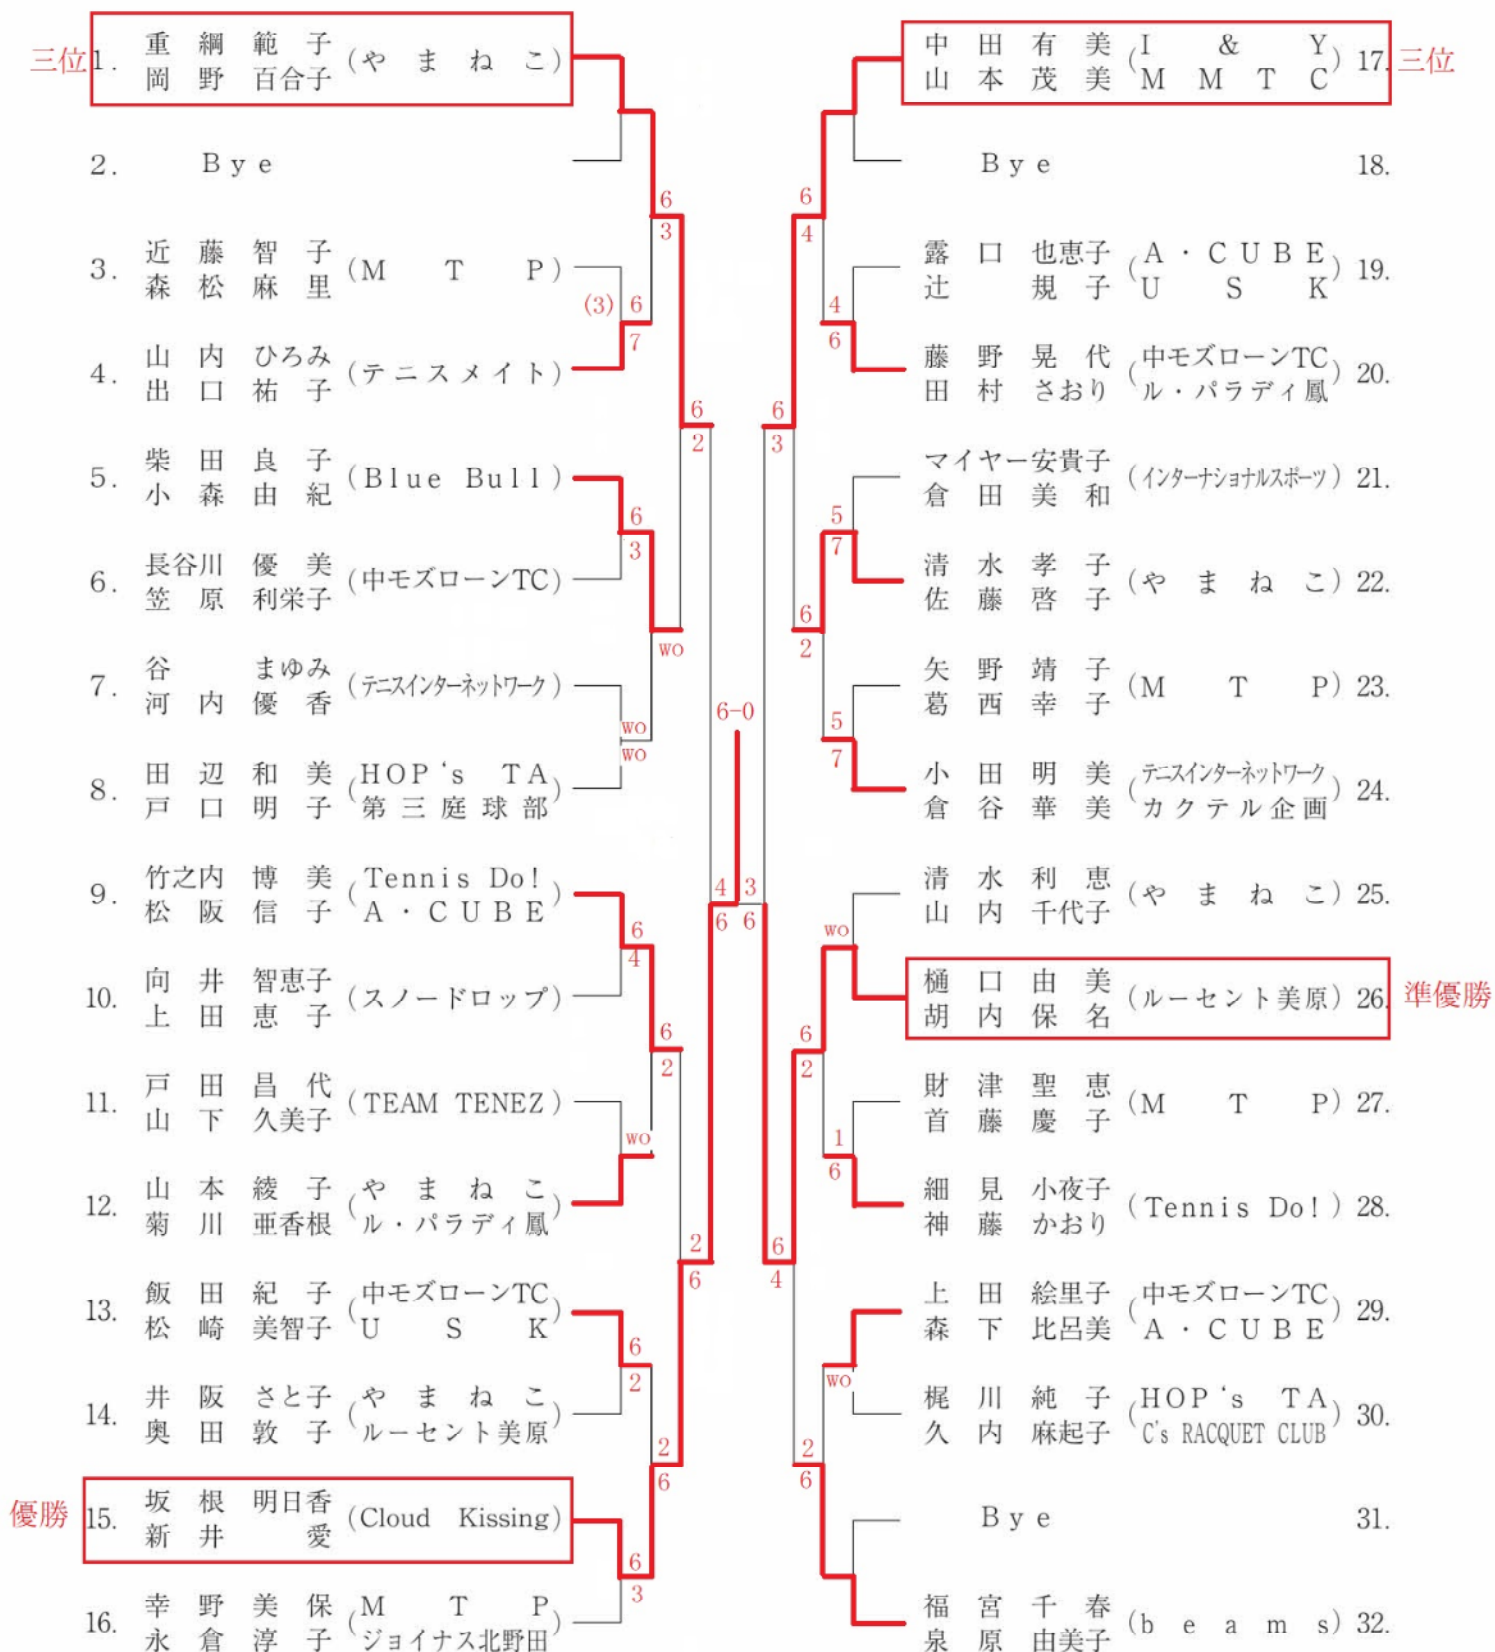 三位 1. 重綱範子 (やまねこ)
岡野百合子
2. Bye
6
3
3. 近藤智子 (MTP)
森松麻里
(3) 6
7
4. 山内ひろみ (テニスメイト)
出口祐子
6
2
5. 柴田良子 (Blue Bull)
小森由紀
6
3
6. 長谷川優美 (中モズローンTC)
笠原利栄子
WO
7. 谷まゆみ (テニスインターネットワーク)
河内優香
WO
WO
8. 田辺和美 (HOP's TA
戸口明子 第三庭球部)
9. 竹之内博美 (Tennis Do!
松阪信子 A・CUBE)
6
4
10. 向井智恵子 (スノードロップ)
上田恵子
6
2
11. 戸田昌代 (TEAM TENEZ)
山下久美子
WO
12. 山本綾子 (やまねこ
菊川亜香根 ル・パラディ鳳)
2
6
13. 飯田紀子 (中モズローンTC
松崎美智子 USK)
6
2
14. 井阪さと子 (やまねこ
奥田敦子 ルーセント美原)
2
6
優勝 15. 坂根明日香 (Cloud Kissing)
新井愛
6
3
16. 幸野美保 (MTP
永倉淳子 ジョイナス北野田)
6-0
4 3
6 6
中田有美 (I & Y
山本茂美 MMTC) 17. 三位
Bye 18.
6
4
露口也恵子 (A・CUBE
辻規子 USK) 19.
4
6
藤野晃代 (中モズローンTC
田村さおり ル・パラディ鳳) 20.
6
3
マイヤー安貴子 (インターナショナルスポーツ) 21.
倉田美和
5
7
清水孝子 (やまねこ) 22.
佐藤啓子
6
2
矢野靖子 (MTP) 23.
葛西幸子
5
7
小田明美 (テニスインターネットワーク
倉谷華美 カクテル企画) 24.
清水利恵 (やまねこ) 25.
山内千代子
WO
樋口由美 (ルーセント美原) 26. 準優勝
胡内保名
6
2
財津聖恵 (MTP) 27.
首藤慶子
1
6
細見小夜子 (Tennis Do!) 28.
神藤かおり
6
4
上田絵里子 (中モズローンTC
森下比呂美 A・CUBE) 29.
WO
梶川純子 (HOP's TA
久内麻起子 C's RACQUET CLUB) 30.
2
6
Bye 31.
福宮千春 (beams) 32.
泉原由美子